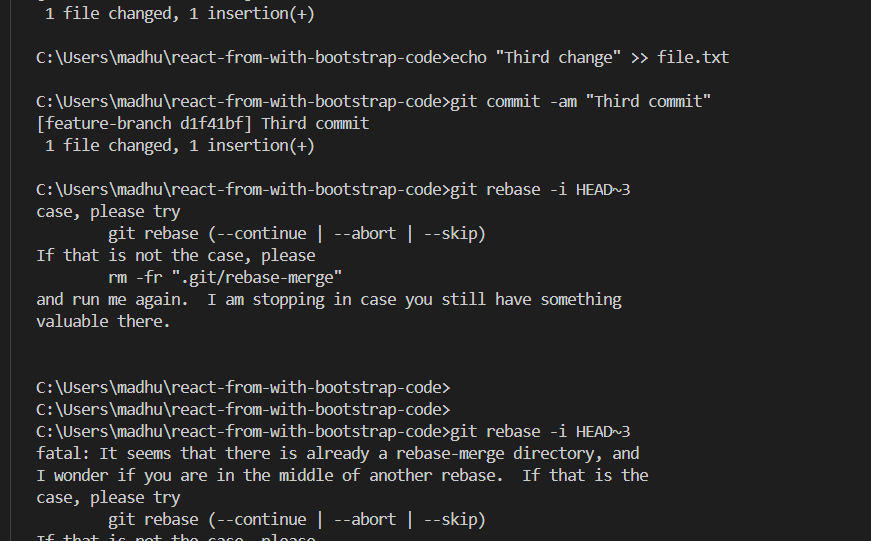 1 file changed, 1 insertion(+)
C:\Users\madhu\react-from-with-bootstrap-code>echo "Third change" >> file.txt
C:\Users\madhu\react-from-with-bootstrap-code>git commit -am "Third commit"
[feature-branch d1f41bf] Third commit
1 file changed, 1 insertion(+)
C:\Users\madhu\react-from-with-bootstrap-code>git rebase -i HEAD~3
case, please try
git rebase (--continue | --abort | --skip)
If that is not the case, please
rm -fr ".git/rebase-merge"
and run me again.  I am stopping in case you still have something
valuable there.
C:\Users\madhu\react-from-with-bootstrap-code>
C:\Users\madhu\react-from-with-bootstrap-code>
C:\Users\madhu\react-from-with-bootstrap-code>git rebase -i HEAD~3
fatal: It seems that there is already a rebase-merge directory, and
I wonder if you are in the middle of another rebase.  If that is the
case, please try
git rebase (--continue | --abort | --skip)
If that is not the case, please